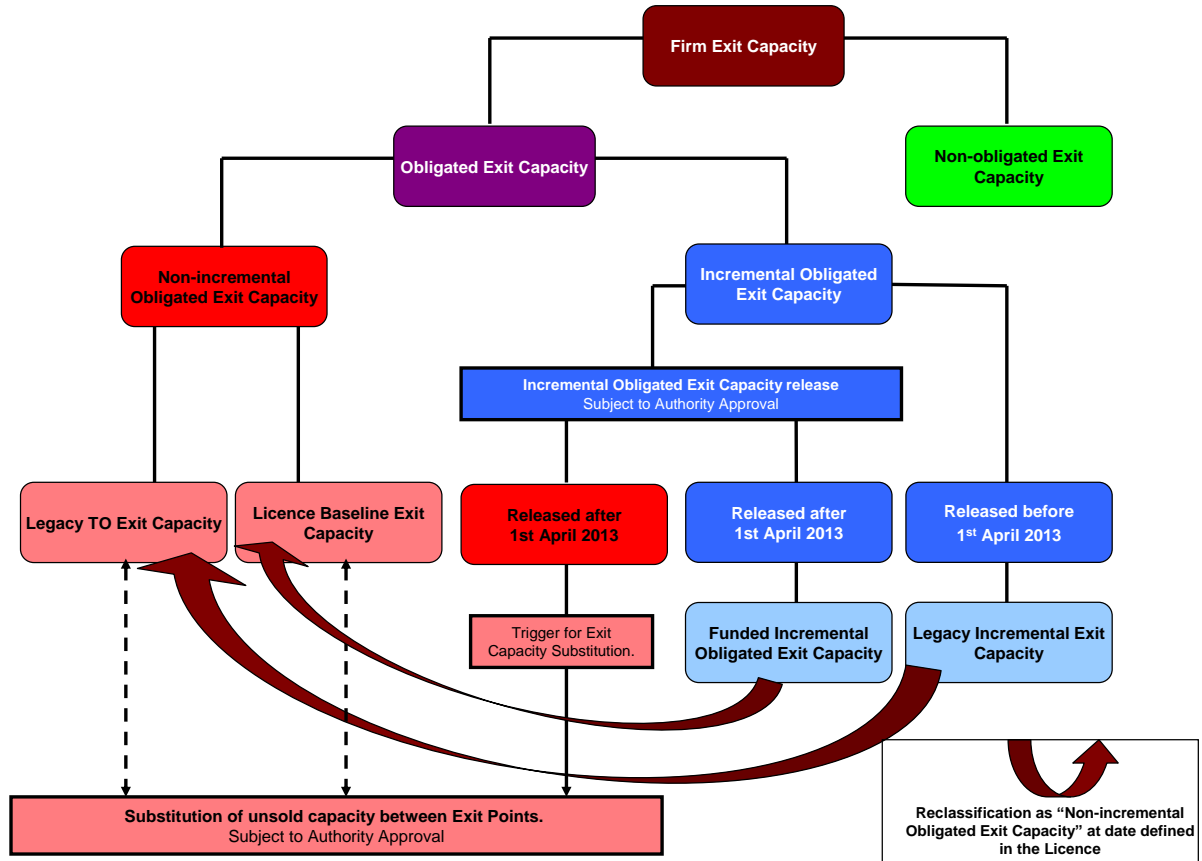 Firm Exit Capacity
Obligated Exit
Capacity
Non-obligated Exit
Capacity
Non-incremental
Obligated Exit Capacity
Incremental Obligated
Exit Capacity
Incremental Obligated Exit Capacity release
Subject to Authority Approval
Legacy TO Exit Capacity
Licence Baseline Exit
Capacity
Released after
1st April 2013
Released after
1st April 2013
Released before
1st April 2013
Trigger for Exit
Capacity Substitution.
Funded Incremental
Obligated Exit Capacity
Legacy Incremental Exit
Capacity
Substitution of unsold capacity between Exit Points.
Subject to Authority Approval
Reclassification as “Non-incremental
Obligated Exit Capacity” at date defined
in the Licence